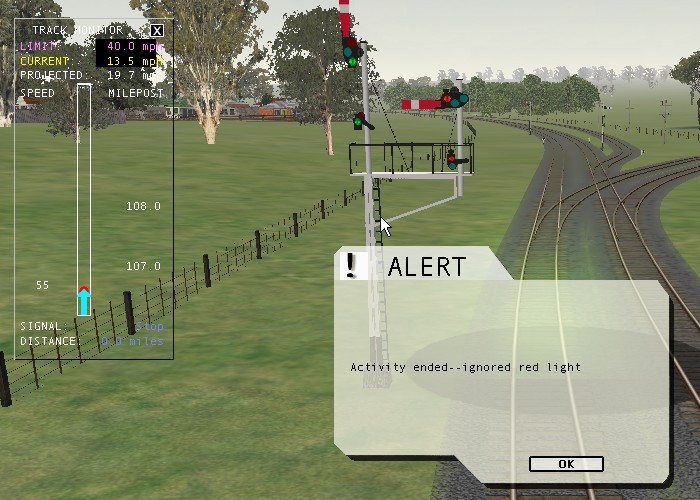 TRACK MONITOR X
LIMIT: 40.0 mph
CURRENT: 13.5 mph
PROJECTED: 19.7 mph
SPEED MILEPOST
108.0
107.0
55
SIGNAL: Stop
DISTANCE: 0.0 miles
! ALERT
Activity ended--ignored red light
OK